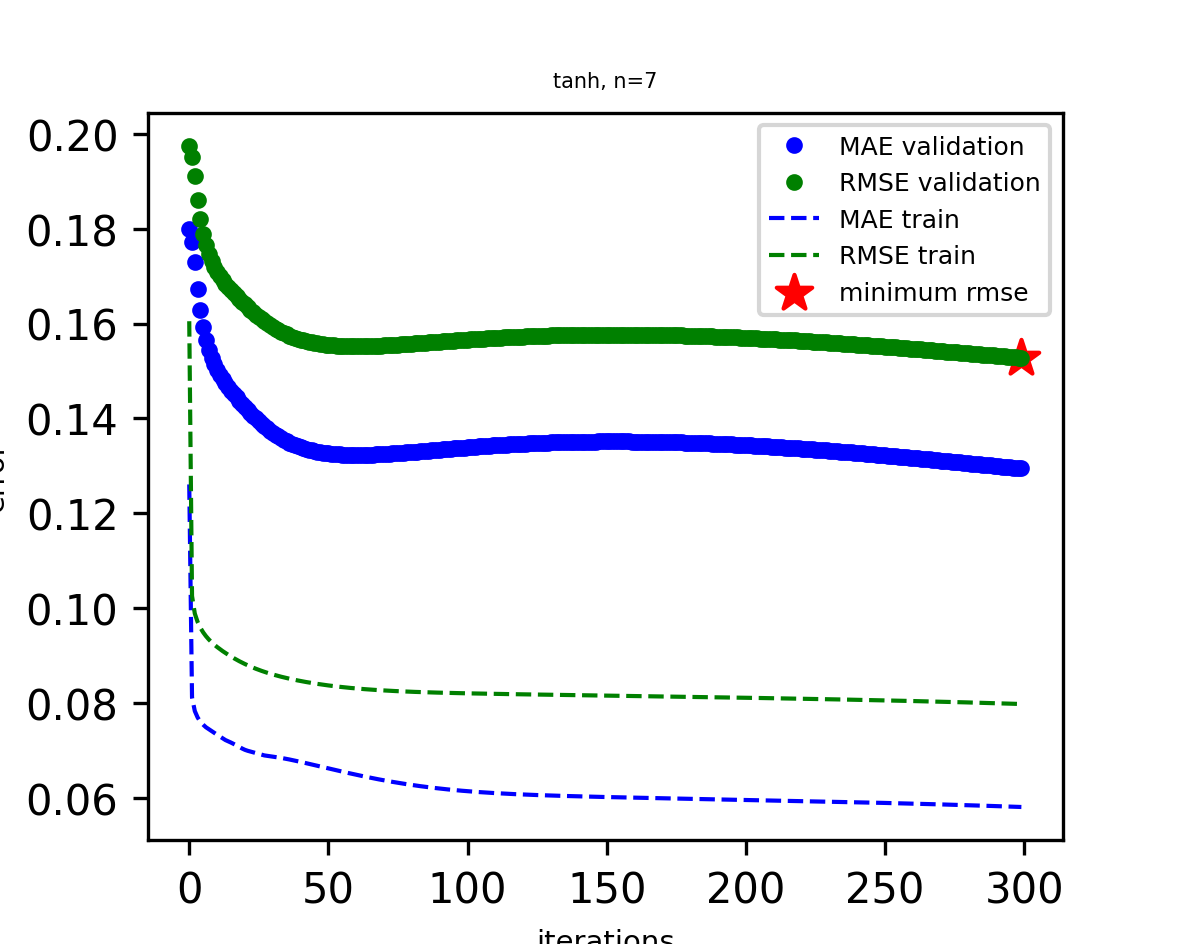 tanh, n=7
0.20
0.18
0.16
0.14
0.12
0.10
0.08
0.06
MAE validation
RMSE validation
MAE train
RMSE train
minimum rmse
0 50 100 150 200 250 300
iterations